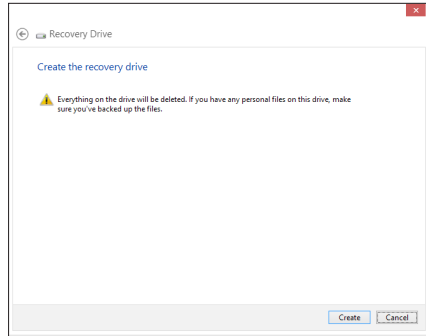 Recovery Drive
Create the recovery drive
Everything on the drive will be deleted. If you have any personal files on this drive, make
sure you've backed up the files.
Create Cancel